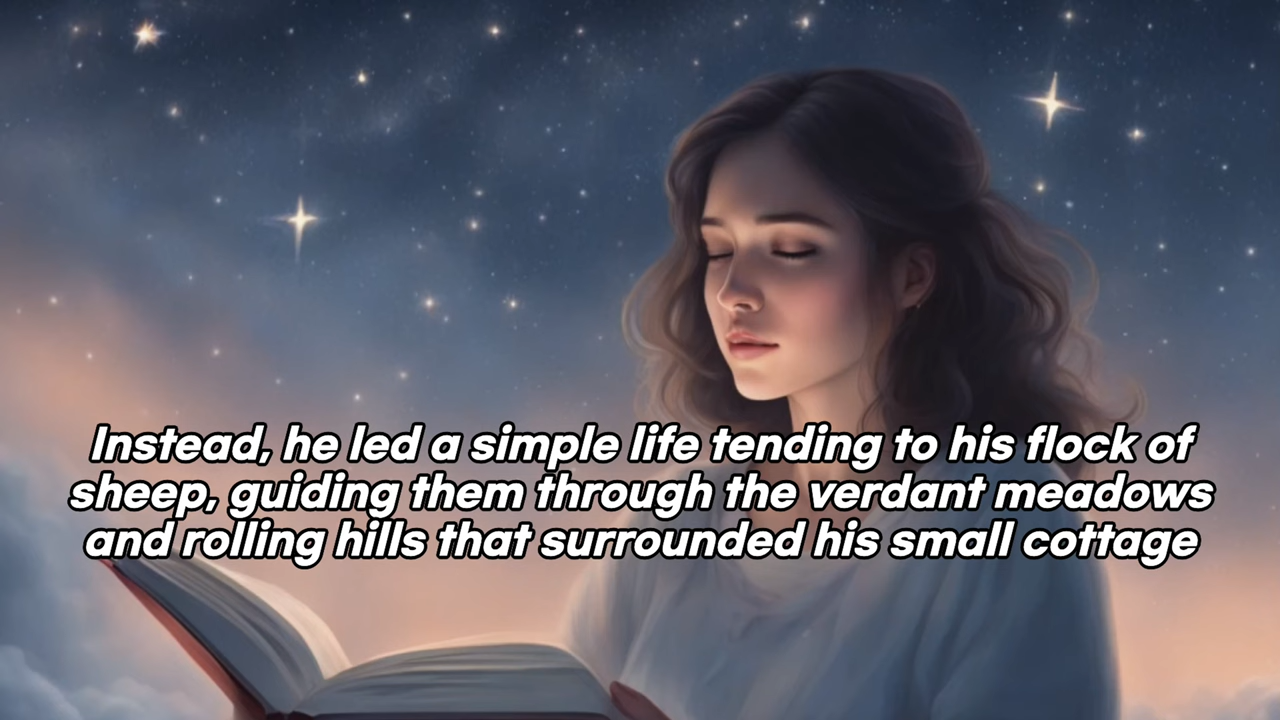 Instead, he led a simple life tending to his flock of
sheep, guiding them through the verdant meadows
and rolling hills that surrounded his small cottage